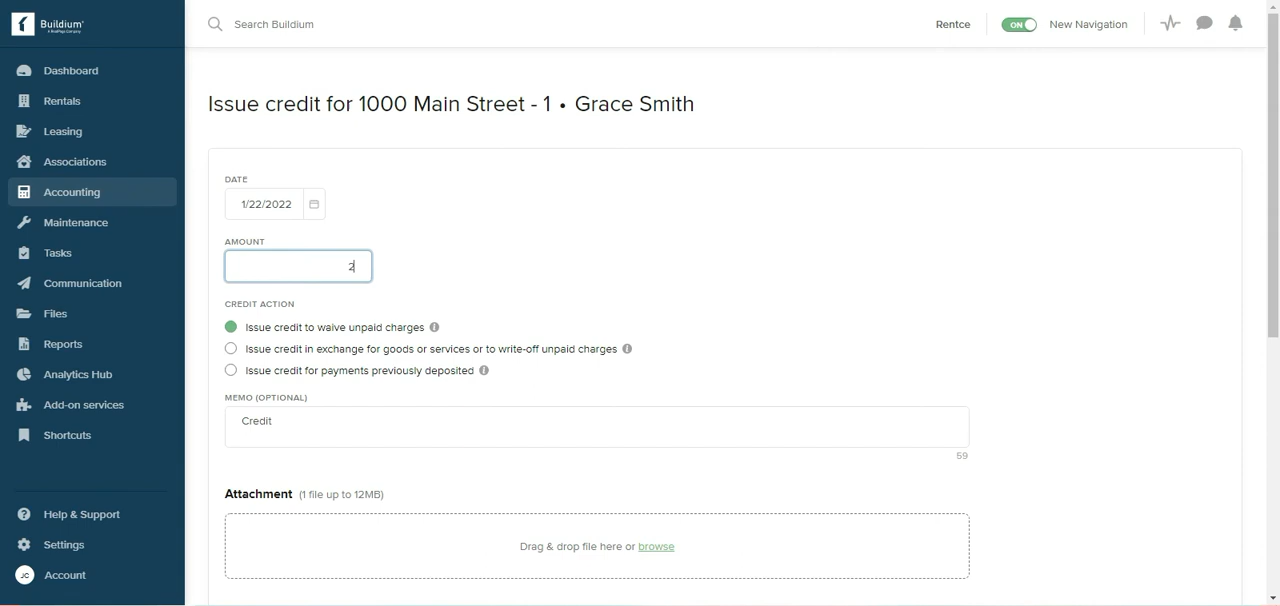 Buildium®
A RealPage Company
Search Buildium
Rentce
ON
New Navigation
Dashboard
Rentals
Leasing
Associations
Accounting
Maintenance
Tasks
Communication
Files
Reports
Analytics Hub
Add-on services
Shortcuts
Help & Support
Settings
JC
Account
Issue credit for 1000 Main Street - 1 • Grace Smith
DATE
1/22/2022
AMOUNT
2
CREDIT ACTION
Issue credit to waive unpaid charges
Issue credit in exchange for goods or services or to write-off unpaid charges
Issue credit for payments previously deposited
MEMO (OPTIONAL)
Credit
59
Attachment (1 file up to 12MB)
Drag & drop file here or browse